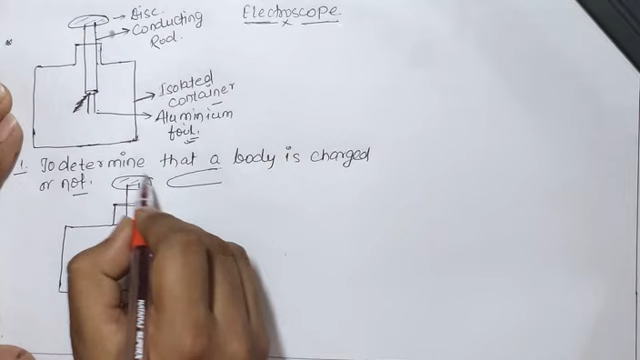 Electroscope
Disc.
Conducting
Rod.
Isolated
container
Aluminium
foil.
1. To determine that a body is charged
or not.